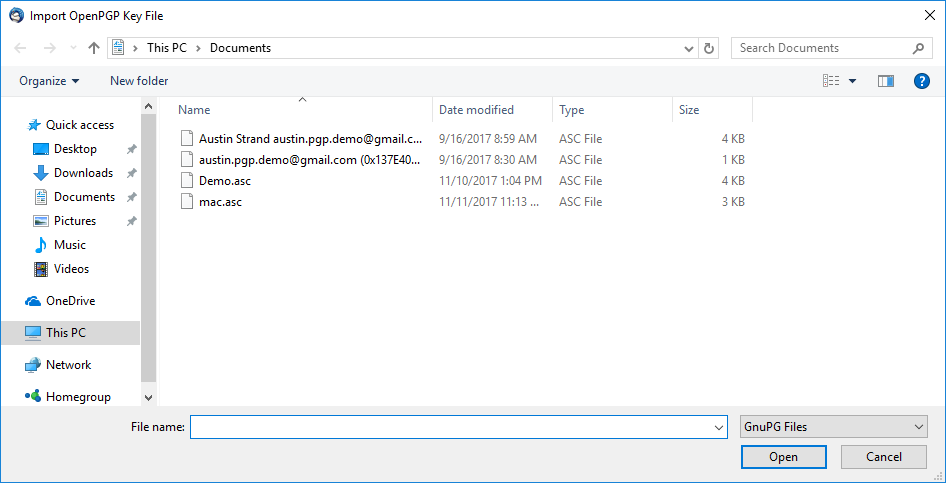 Import OpenPGP Key File
This PC Documents
Search Documents
Organize New folder
Quick access
Desktop
Downloads
Documents
Pictures
Music
Videos
OneDrive
This PC
Network
Homegroup
Name Date modified Type Size
Austin Strand austin.pgp.demo@gmail.c... 9/16/2017 8:59 AM ASC File 4 KB
austin.pgp.demo@gmail.com (0x137E40... 9/16/2017 8:30 AM ASC File 1 KB
Demo.asc 11/10/2017 1:04 PM ASC File 4 KB
mac.asc 11/11/2017 11:13 ... ASC File 3 KB
File name: GnuPG Files
Open Cancel